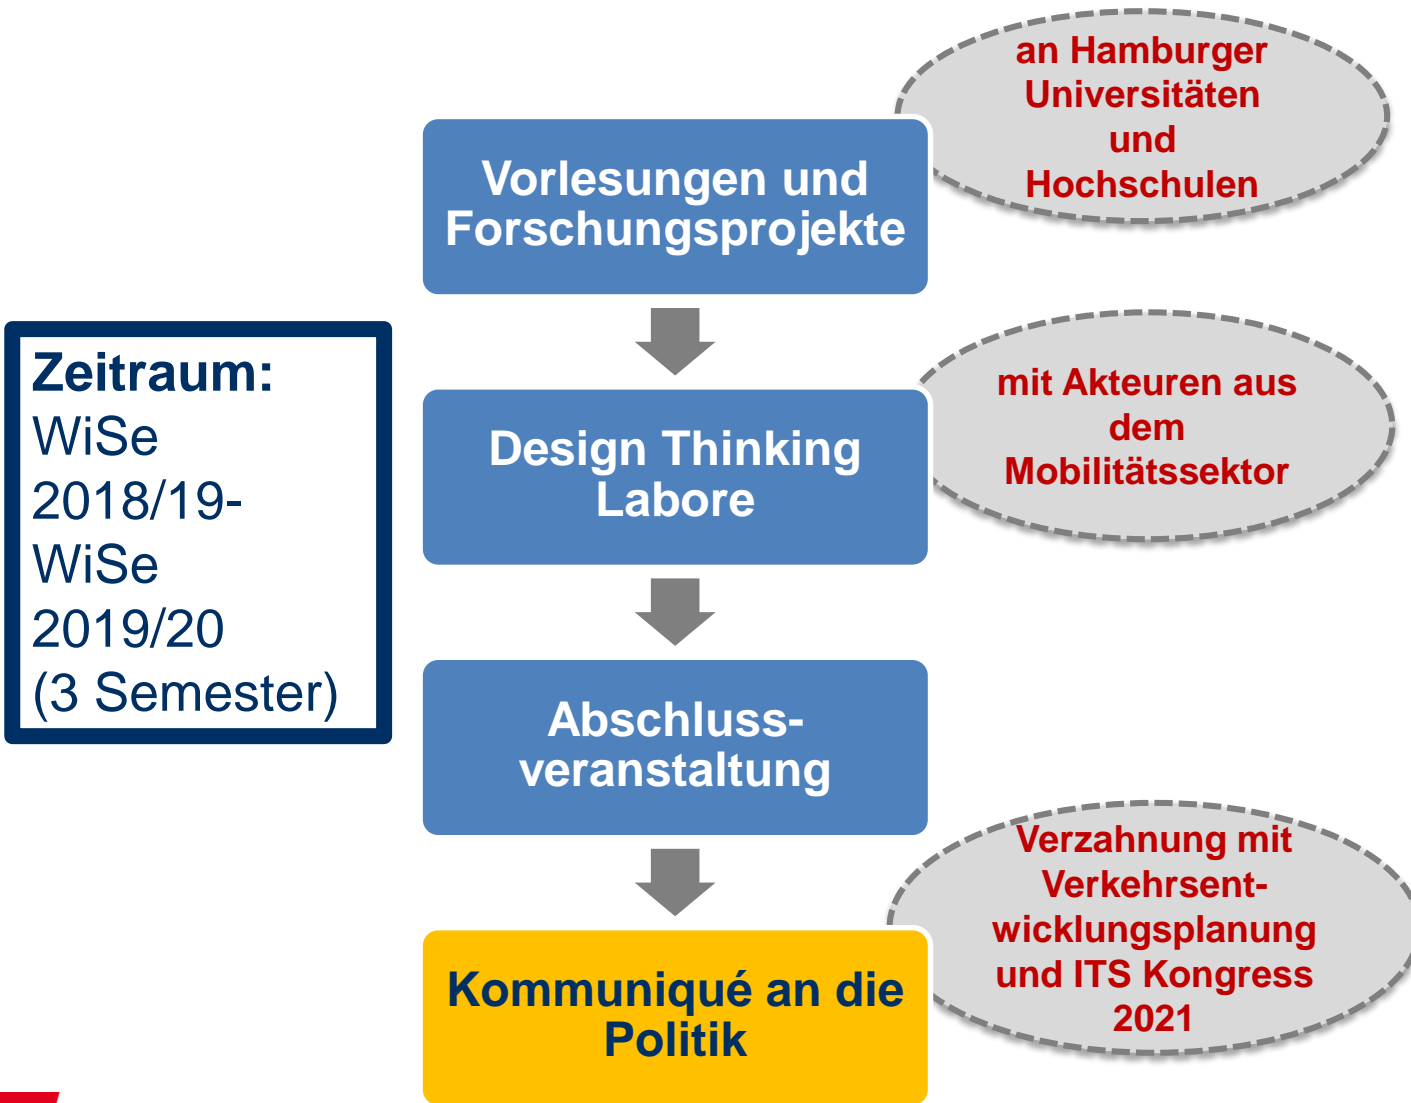 an Hamburger
Universitäten
und
Hochschulen
Vorlesungen und
Forschungsprojekte
Zeitraum:
WiSe
2018/19-
WiSe
2019/20
(3 Semester)
mit Akteuren aus
dem
Mobilitätssektor
Design Thinking
Labore
Abschluss-
veranstaltung
Verzahnung mit
Verkehrsent-
wicklungsplanung
und ITS Kongress
2021
Kommuniqué an die
Politik